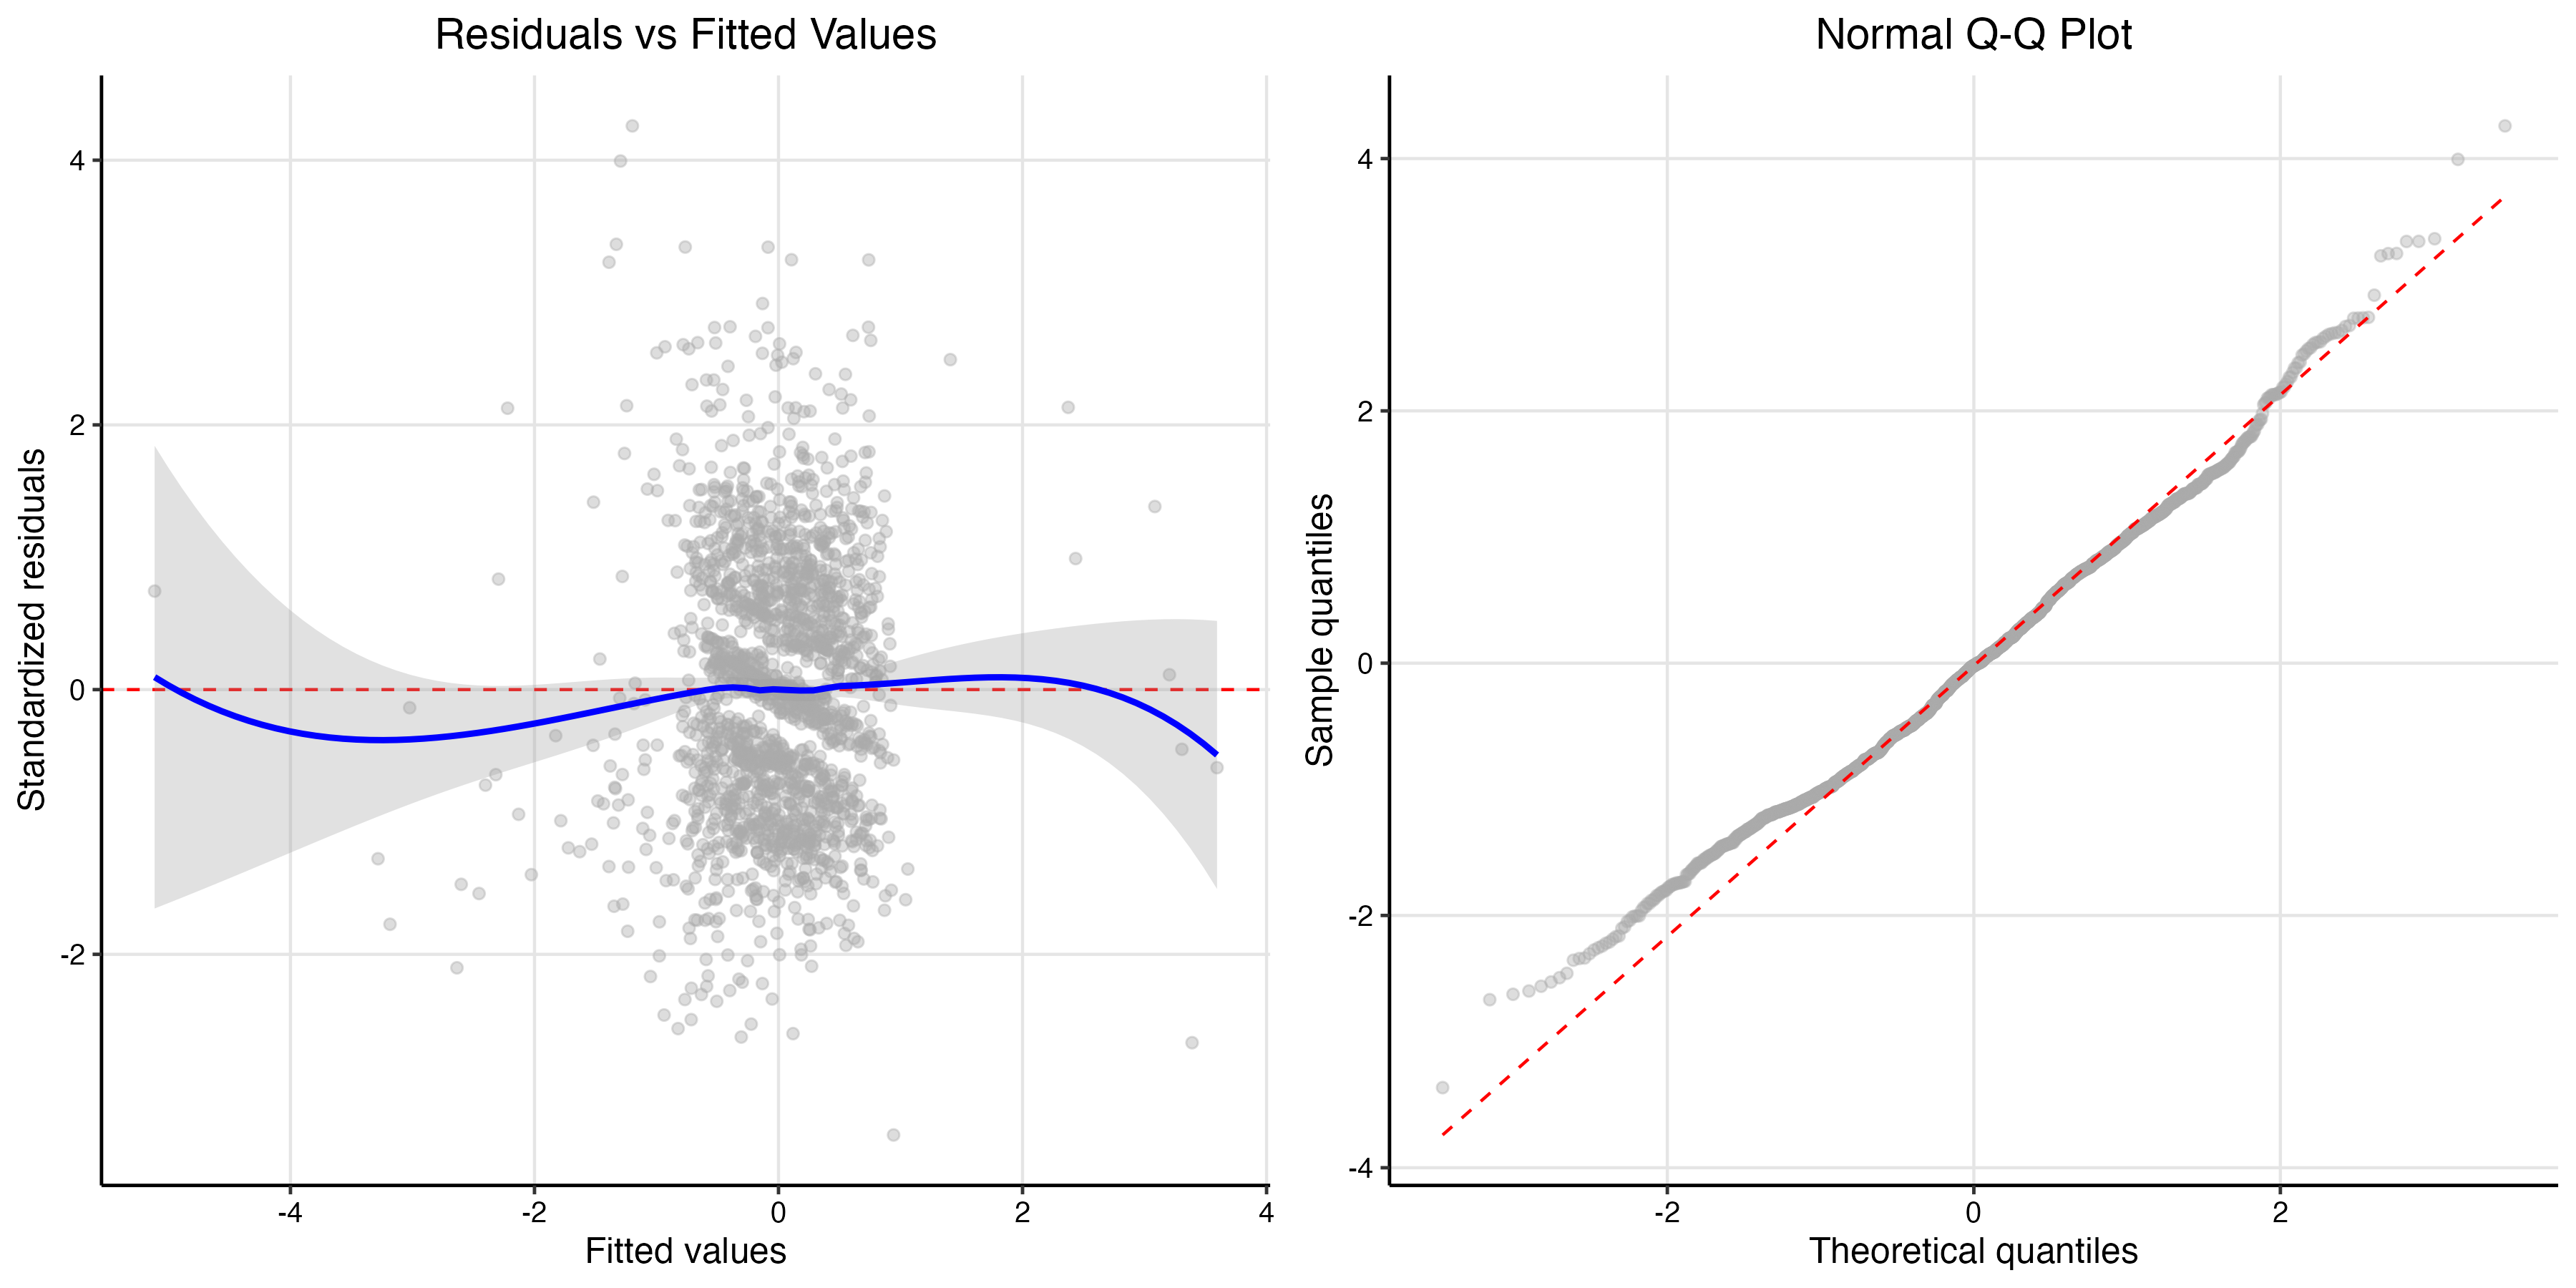 Residuals vs Fitted Values
Standardized residuals
4
2
0
-2
-4
-2
0
2
4
Fitted values
Normal Q-Q Plot
Sample quantiles
4
2
0
-2
-4
-2
0
2
Theoretical quantiles